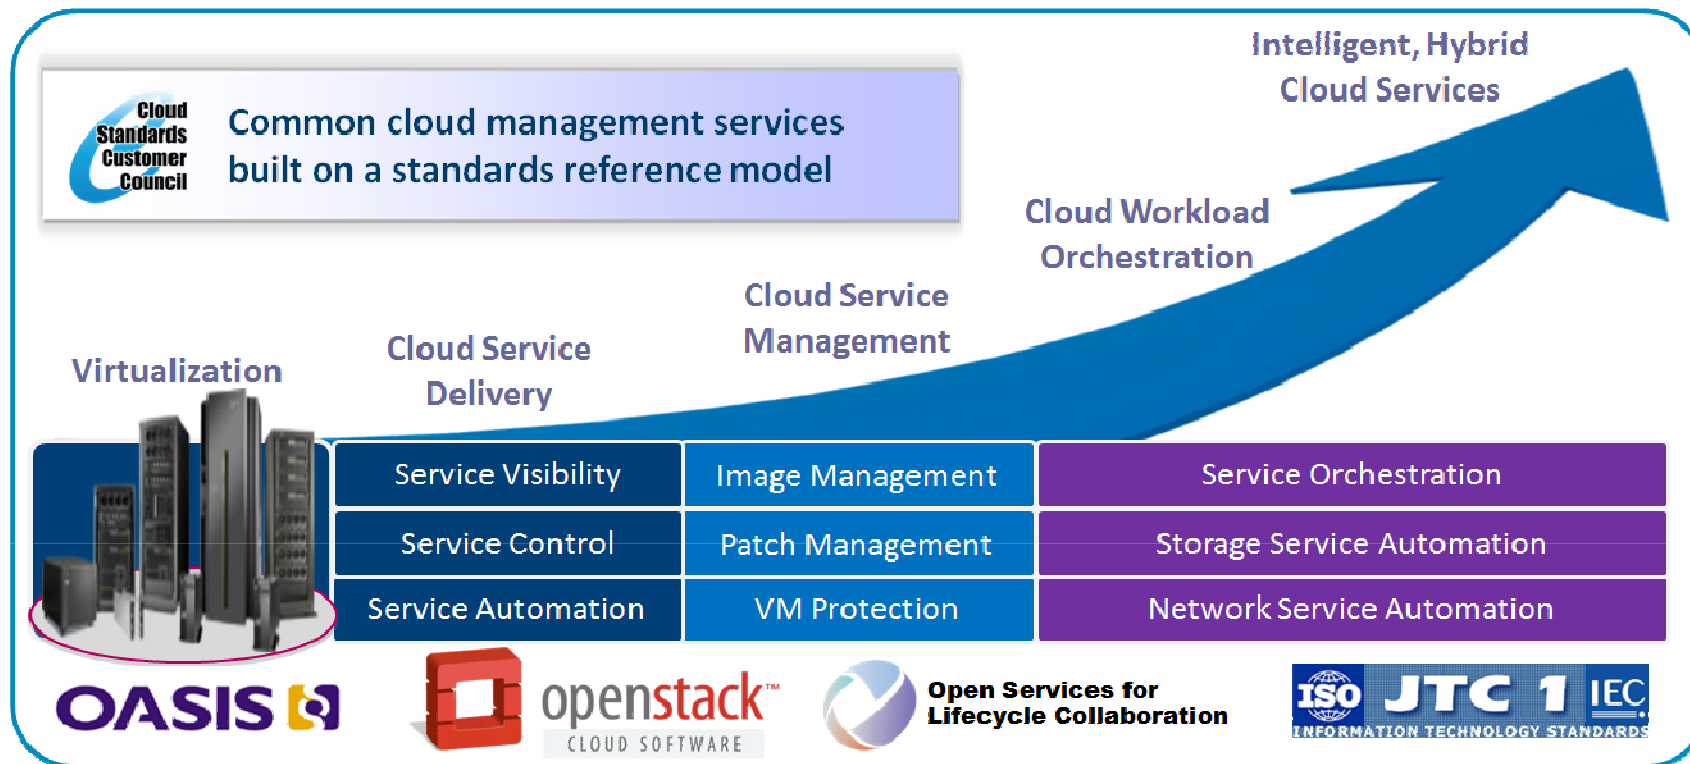 Intelligent, Hybrid
Cloud Services
Cloud
Standards
Customer
Council
Common cloud management services
built on a standards reference model
Cloud Workload
Orchestration
Cloud Service
Management
Cloud Service
Delivery
Virtualization
Service Visibility
Image Management
Service Orchestration
Service Control
Patch Management
Storage Service Automation
Service Automation
VM Protection
Network Service Automation
OASIS
openstack™
CLOUD SOFTWARE
Open Services for
Lifecycle Collaboration
ISO JTC 1 IEC
INFORMATION TECHNOLOGY STANDARDS